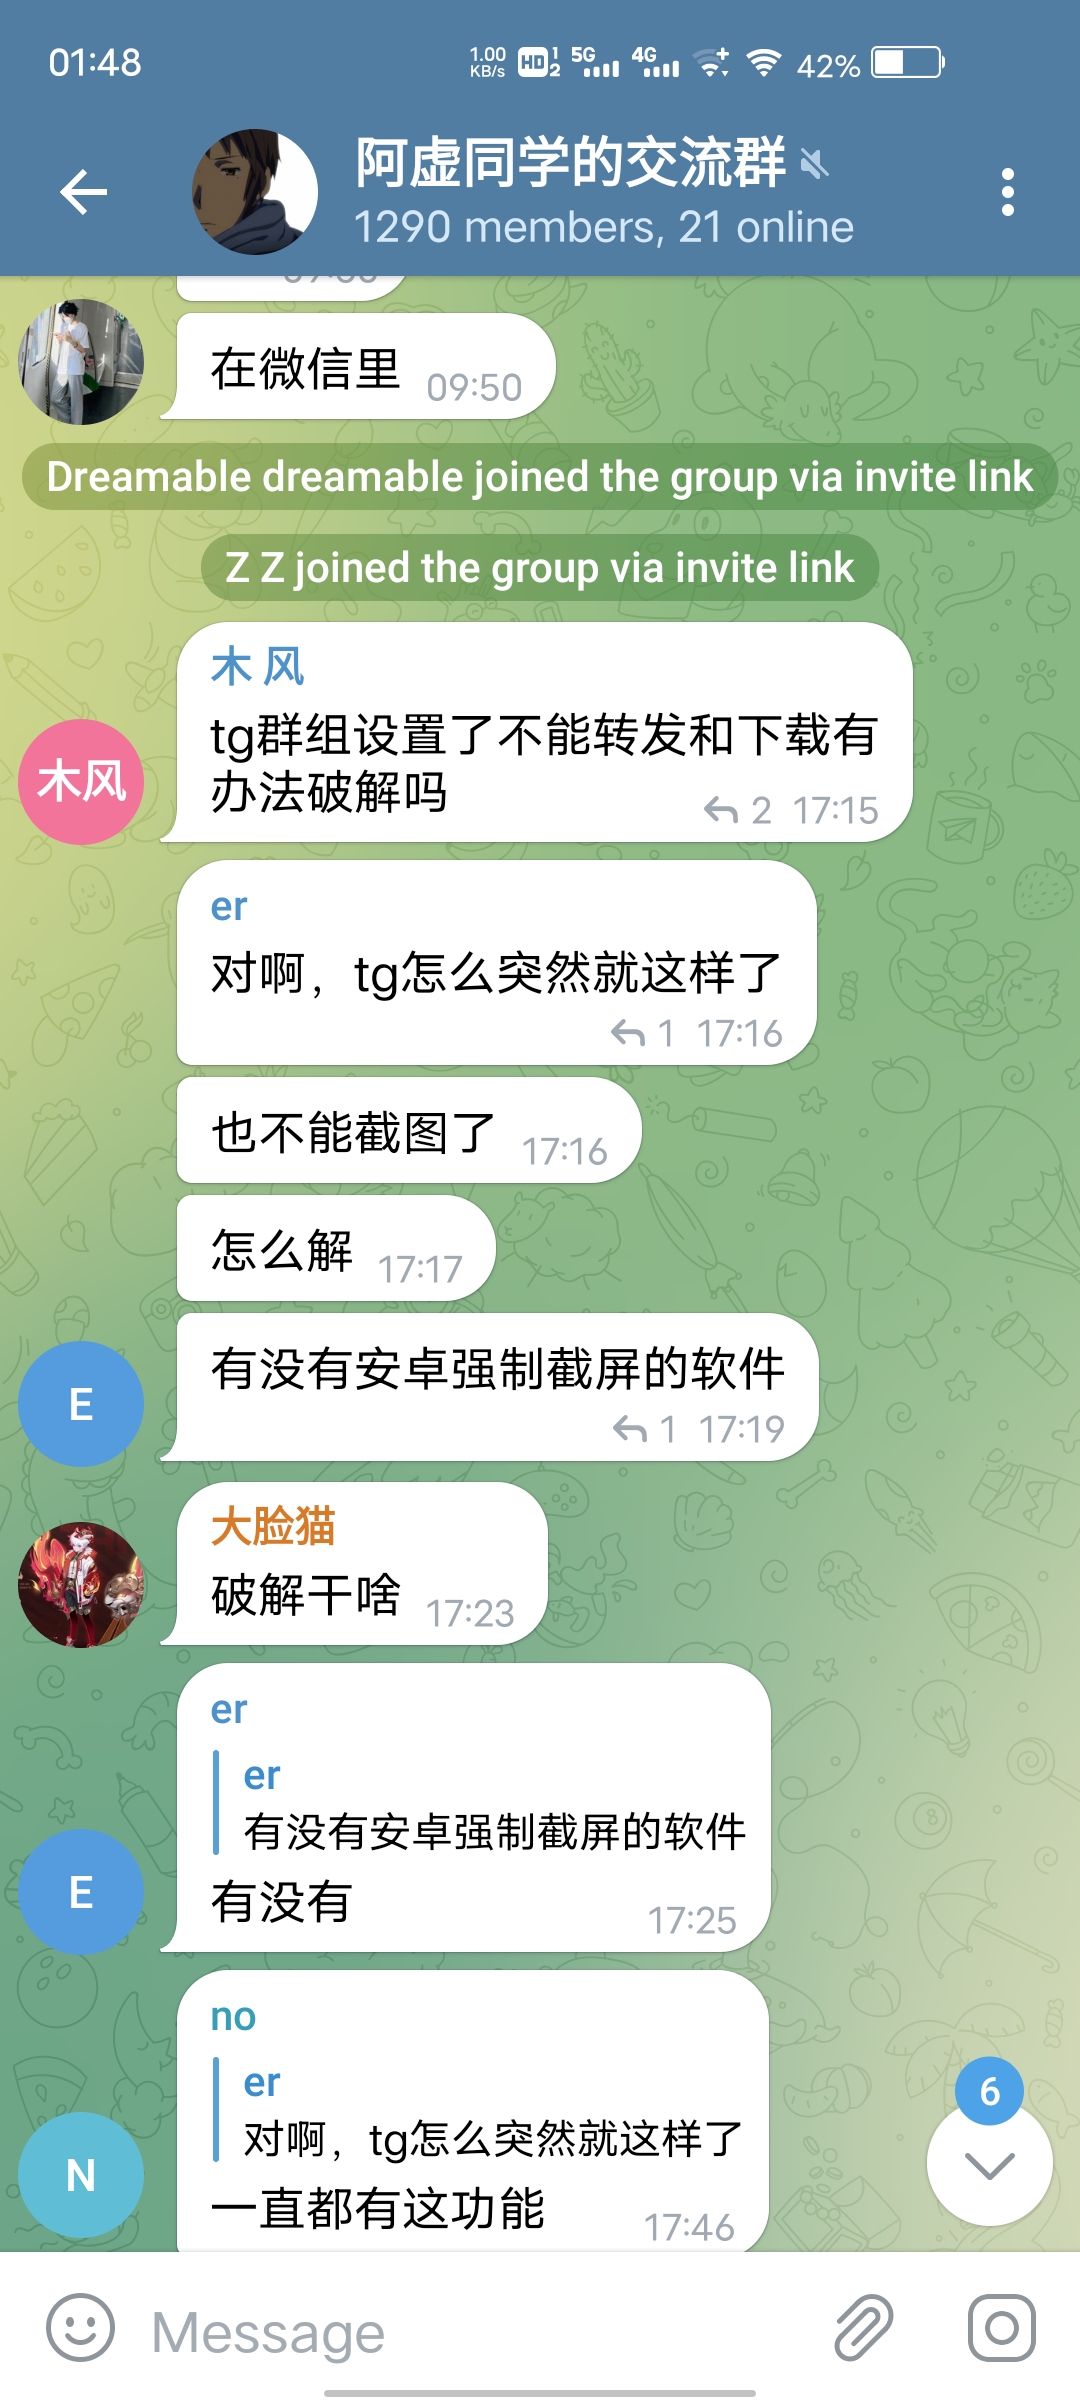 01:48
1.00 KB/s HD 1 2 5G 4G 42%
阿虚同学的交流群
1290 members, 21 online
在微信里 09:50
Dreamable dreamable joined the group via invite link
Z Z joined the group via invite link
木 风
木风
tg群组设置了不能转发和下载有
办法破解吗 2 17:15
er
对啊，tg怎么突然就这样了
1 17:16
也不能截图了 17:16
怎么解 17:17
有没有安卓强制截屏的软件
E
1 17:19
大脸猫
破解干啥 17:23
er
er
有没有安卓强制截屏的软件
E
有没有 17:25
no
er
对啊，tg怎么突然就这样了
N
一直都有这功能 17:46
6
Message